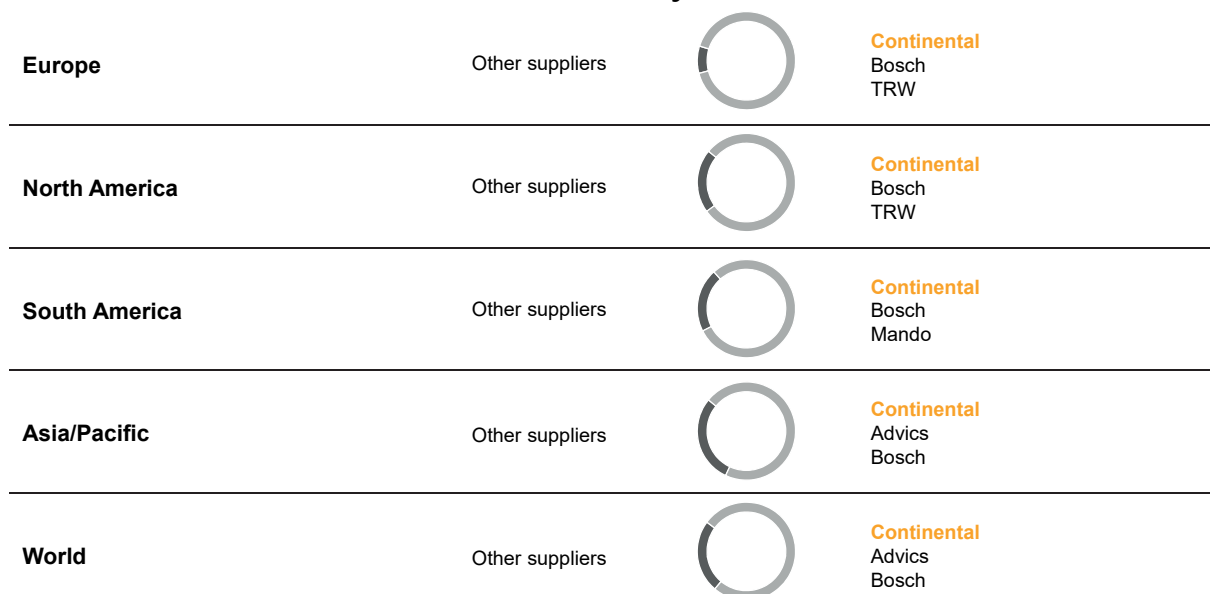 Europe
Other suppliers
Continental
Bosch
TRW
North America
Other suppliers
Continental
Bosch
TRW
South America
Other suppliers
Continental
Bosch
Mando
Asia/Pacific
Other suppliers
Continental
Advics
Bosch
World
Other suppliers
Continental
Advics
Bosch